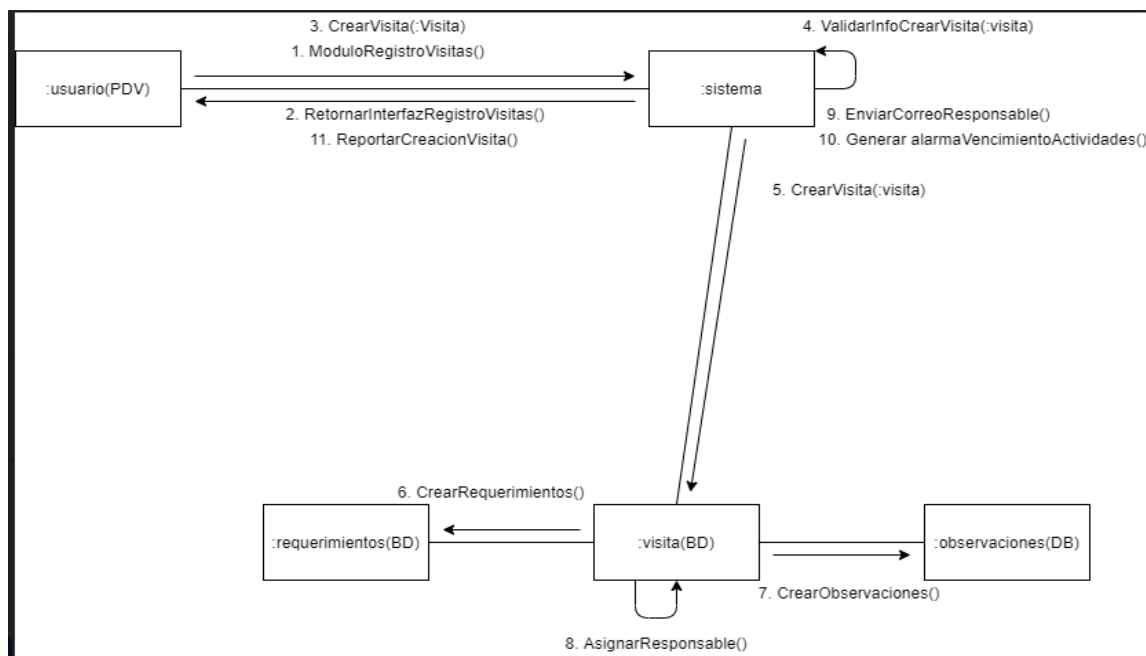 3. CrearVisita(:Visita)
1. ModuloRegistroVisitas()
4. ValidarInfoCrearVisita(:visita)
:usuario(PDV)
:sistema
2. RetornarInterfazRegistroVisitas()
11. ReportarCreacionVisita()
9. EnviarCorreoResponsable()
10. Generar alarmaVencimientoActividades()
5. CrearVisita(:visita)
6. CrearRequerimientos()
:requerimientos(BD)
:visita(BD)
:observaciones(DB)
7. CrearObservaciones()
8. AsignarResponsable()